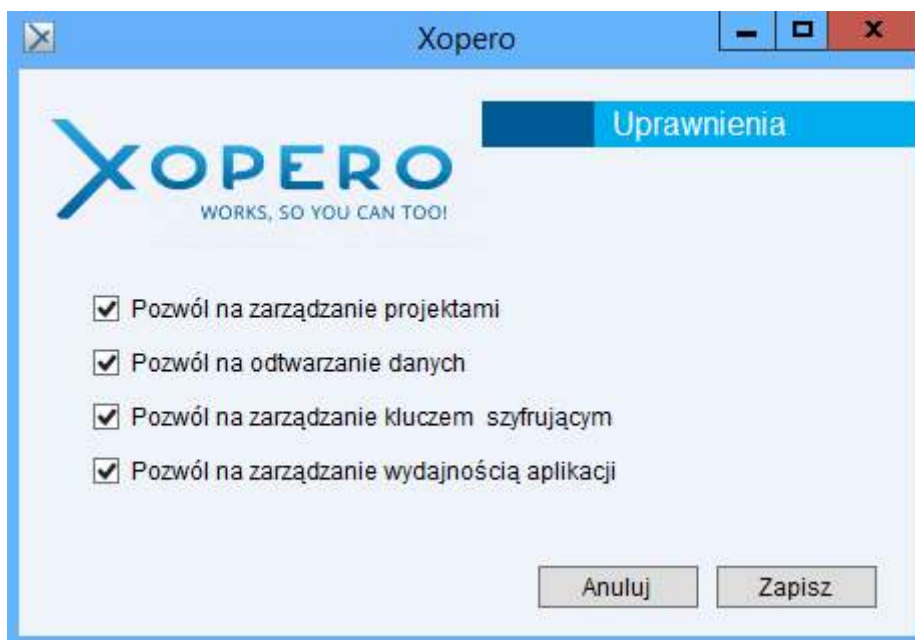 Xopero
Uprawnienia
XOPERO
WORKS, SO YOU CAN TOO!
Pozwól na zarządzanie projektami
Pozwól na odtwarzanie danych
Pozwól na zarządzanie kluczem  szyfrującym
Pozwól na zarządzanie wydajnością aplikacji
Anuluj Zapisz